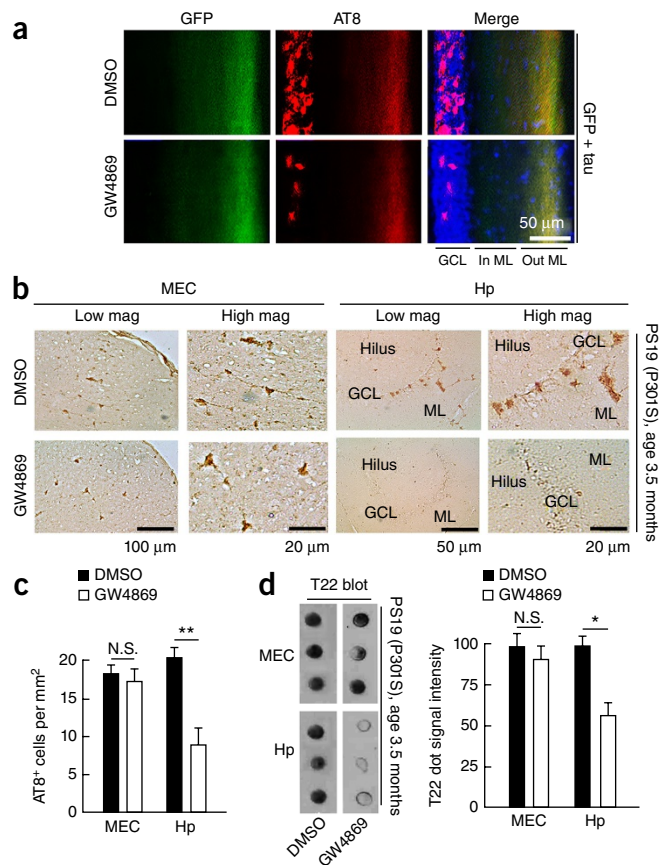 a
GFP AT8 Merge
DMSO
GW4869
GFP + tau
50 μm
GCL In ML Out ML
b
MEC Hp
Low mag High mag Low mag High mag
DMSO
Hilus GCL ML
Hilus GCL ML
GW4869
Hilus GCL ML
Hilus ML GCL
100 μm 20 μm 50 μm 20 μm
PS19 (P301S), age 3.5 months
c
DMSO
GW4869
AT8+ cells per mm2
20
15
10
5
0
N.S. **
MEC Hp
d
T22 blot
MEC
Hp
DMSO GW4869
PS19 (P301S), age 3.5 months
DMSO
GW4869
T22 dot signal intensity
100
75
50
25
0
N.S. *
MEC Hp